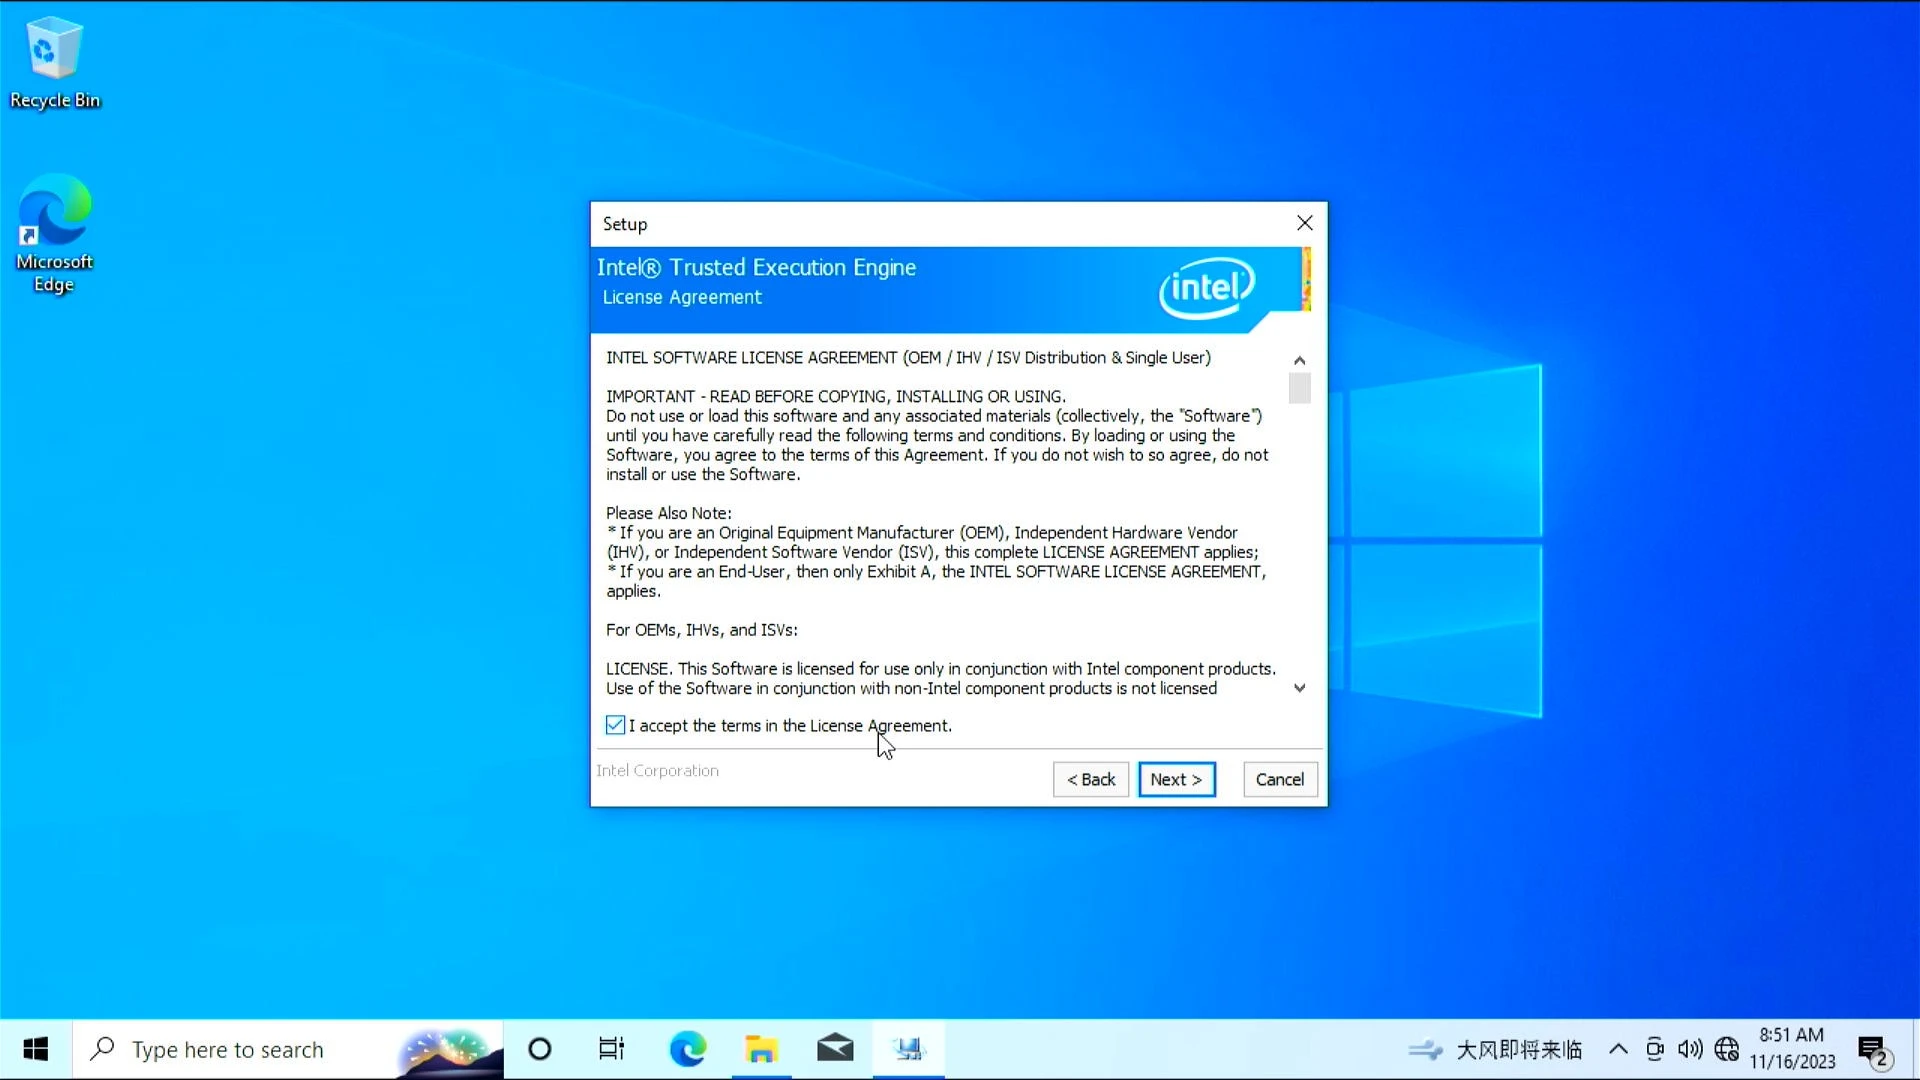 Recycle Bin
Microsoft
Edge
Setup
Intel® Trusted Execution Engine
License Agreement
intel
INTEL SOFTWARE LICENSE AGREEMENT (OEM / IHV / ISV Distribution & Single User)
IMPORTANT - READ BEFORE COPYING, INSTALLING OR USING.
Do not use or load this software and any associated materials (collectively, the "Software")
until you have carefully read the following terms and conditions. By loading or using the
Software, you agree to the terms of this Agreement. If you do not wish to so agree, do not
install or use the Software.
Please Also Note:
* If you are an Original Equipment Manufacturer (OEM), Independent Hardware Vendor
(IHV), or Independent Software Vendor (ISV), this complete LICENSE AGREEMENT applies;
* If you are an End-User, then only Exhibit A, the INTEL SOFTWARE LICENSE AGREEMENT,
applies.
For OEMs, IHVs, and ISVs:
LICENSE. This Software is licensed for use only in conjunction with Intel component products.
Use of the Software in conjunction with non-Intel component products is not licensed
I accept the terms in the License Agreement.
Intel Corporation
< Back
Next >
Cancel
Type here to search
大风即将来临
8:51 AM
11/16/2023
2